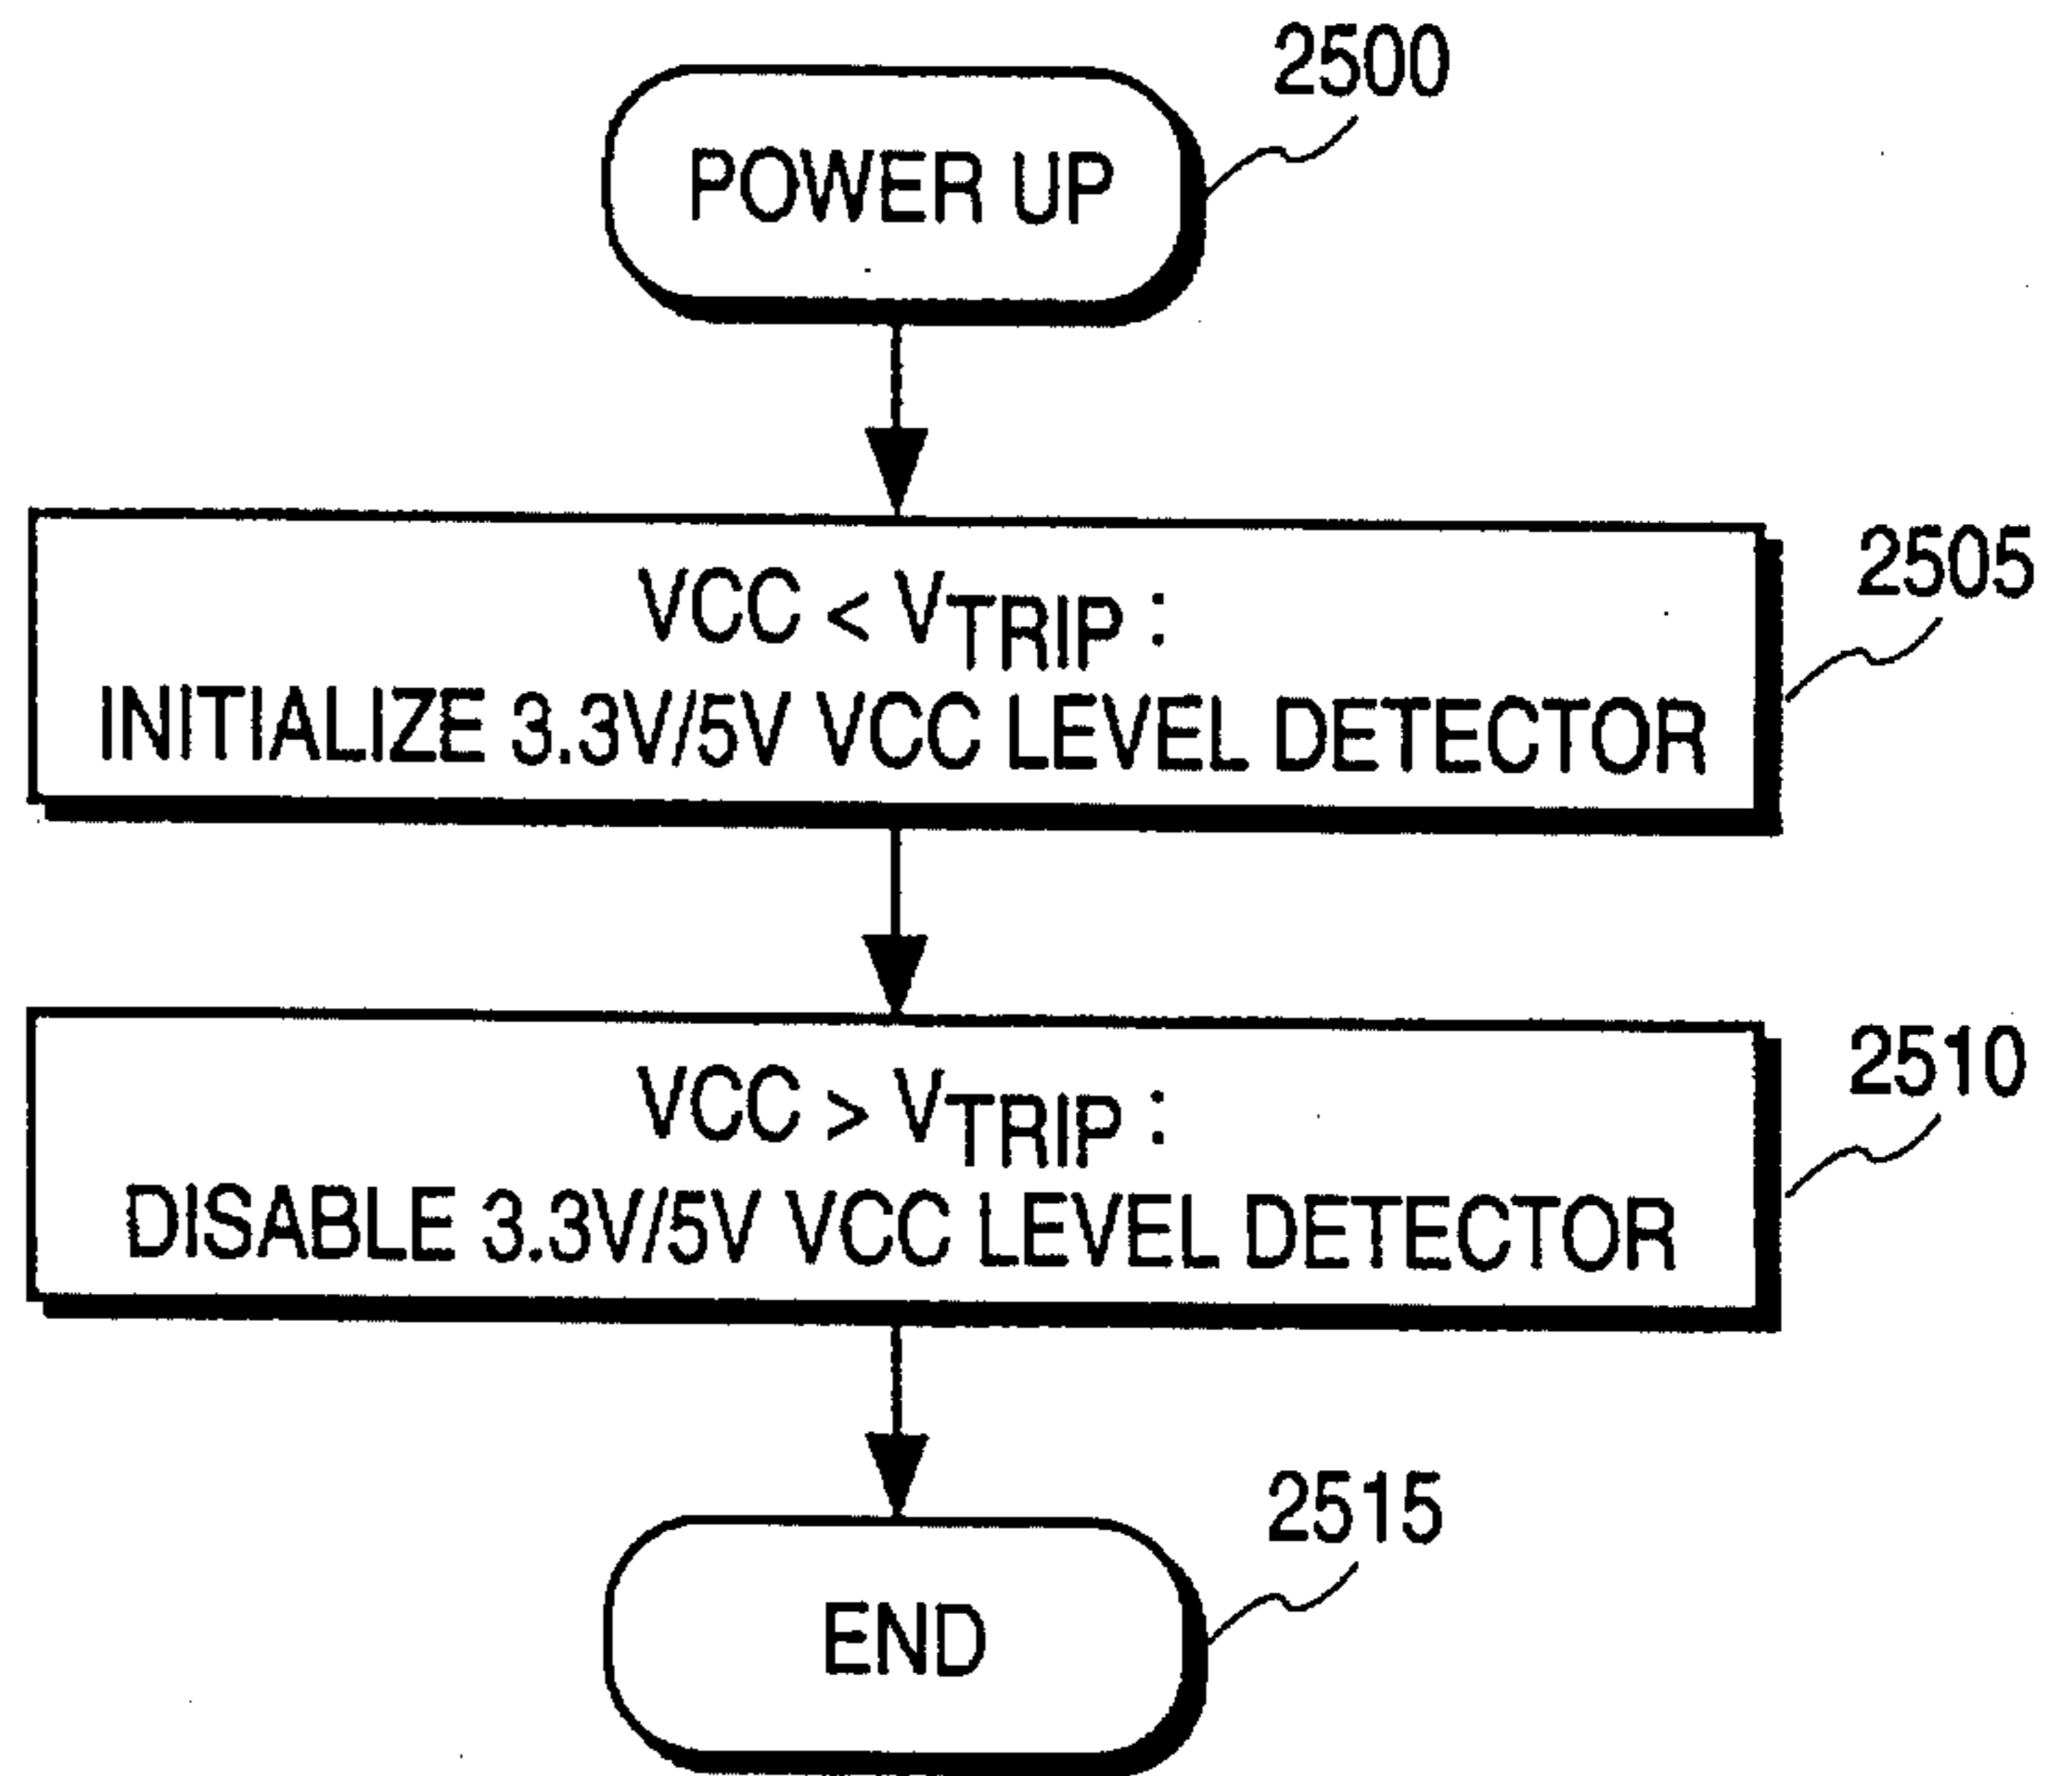 2500
POWER UP
2505
VCC < VTRIP :
INITIALIZE 3.3V/5V VCC LEVEL DETECTOR
2510
VCC > VTRIP :
DISABLE 3.3V/5V VCC LEVEL DETECTOR
2515
END